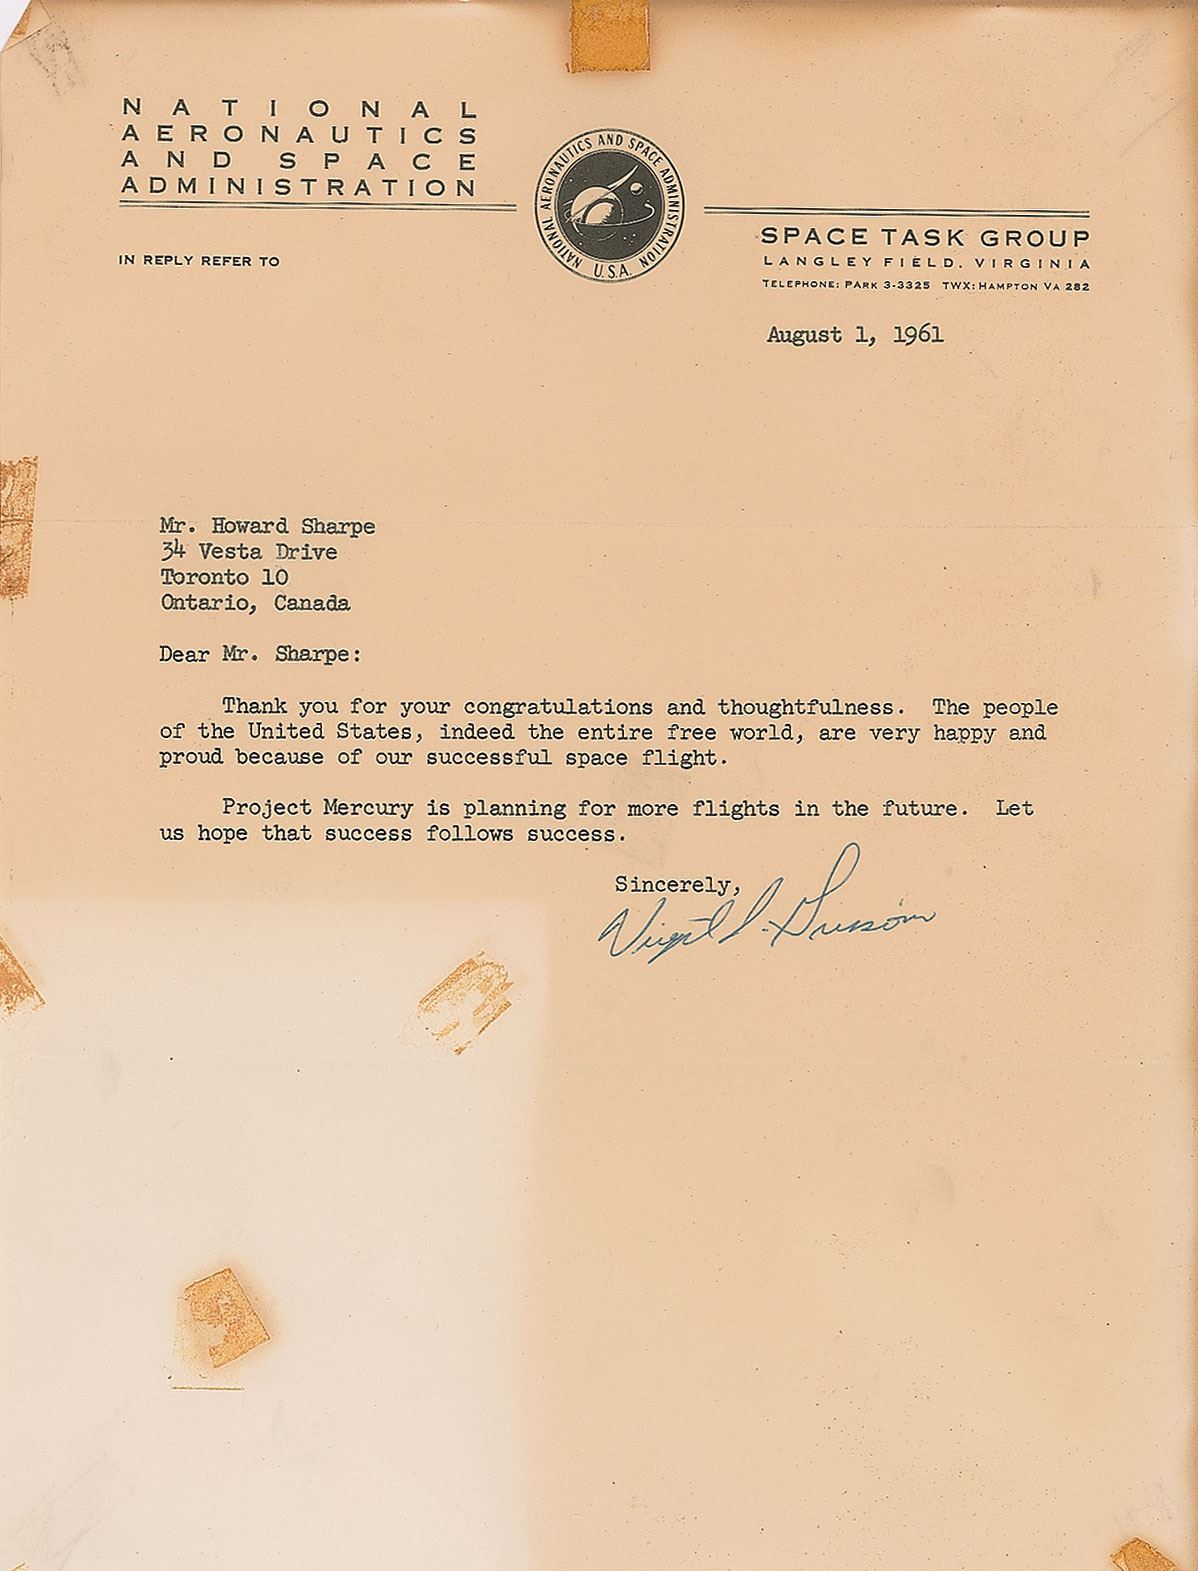 NATIONAL
AERONAUTICS
AND SPACE
ADMINISTRATION
NATIONAL AERONAUTICS AND SPACE ADMINISTRATION
U.S.A.
IN REPLY REFER TO
SPACE TASK GROUP
LANGLEY FIELD, VIRGINIA
TELEPHONE: PARK 3-3325 TWX: HAMPTON VA 282
August 1, 1961
Mr. Howard Sharpe
34 Vesta Drive
Toronto 10
Ontario, Canada
Dear Mr. Sharpe:
Thank you for your congratulations and thoughtfulness. The people
of the United States, indeed the entire free world, are very happy and
proud because of our successful space flight.
Project Mercury is planning for more flights in the future. Let
us hope that success follows success.
Sincerely,
Virgil I. Grissom